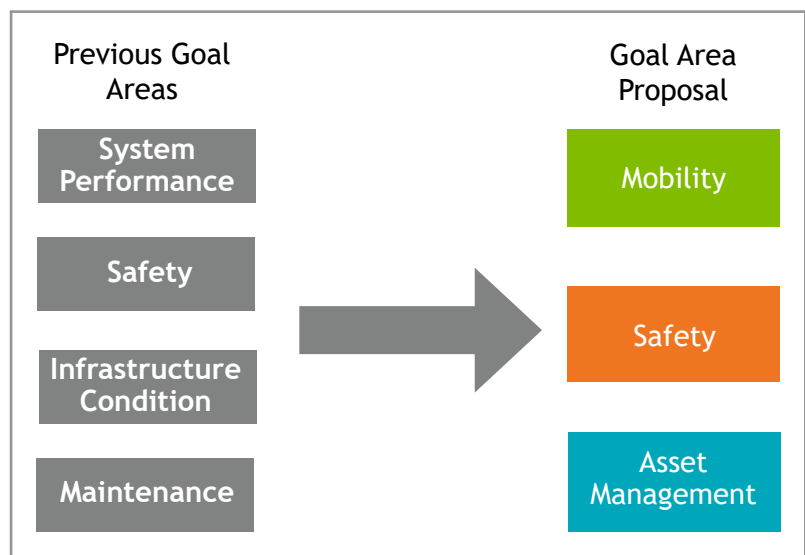 Previous Goal
Areas
System
Performance
Safety
Infrastructure
Condition
Maintenance
Goal Area
Proposal
Mobility
Safety
Asset
Management